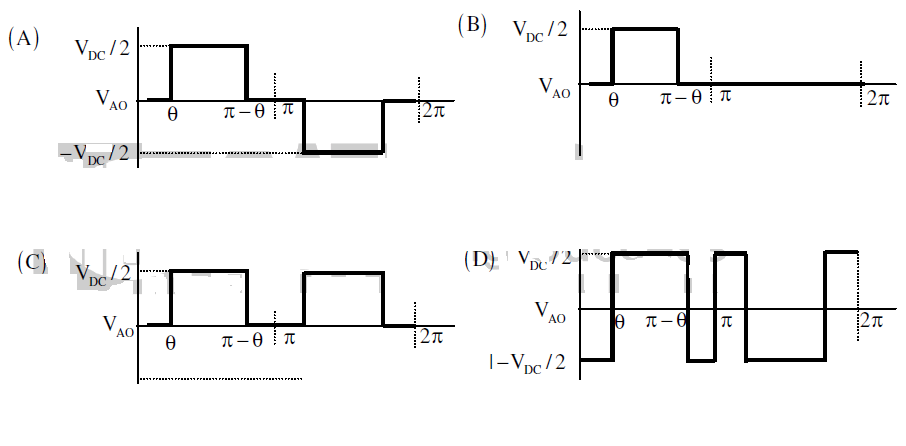 (A) V_DC/2
V_AO
θ π−θ π 2π
−V_DC/2
(B) V_DC/2
V_AO
θ π−θ π 2π
(C) V_DC/2
V_AO
θ π−θ π 2π
(D) V_DC/2
V_AO
θ π−θ π 2π
−V_DC/2